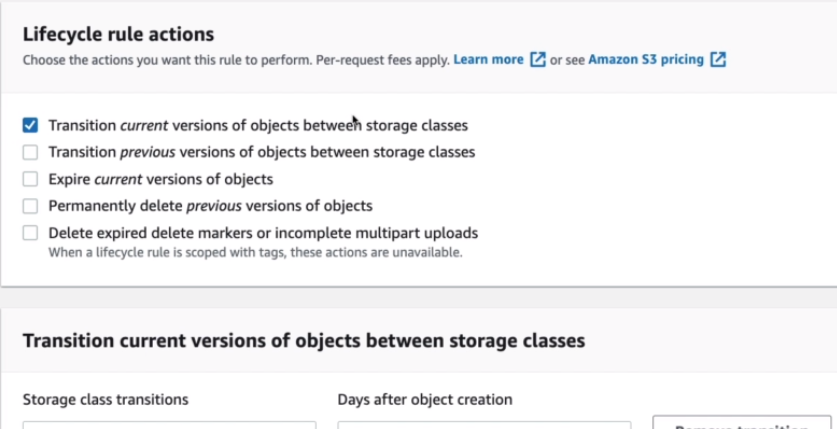 Lifecycle rule actions
Choose the actions you want this rule to perform. Per-request fees apply. Learn more or see Amazon S3 pricing
Transition current versions of objects between storage classes
Transition previous versions of objects between storage classes
Expire current versions of objects
Permanently delete previous versions of objects
Delete expired delete markers or incomplete multipart uploads
When a lifecycle rule is scoped with tags, these actions are unavailable.
Transition current versions of objects between storage classes
Storage class transitions
Days after object creation
Remove transition